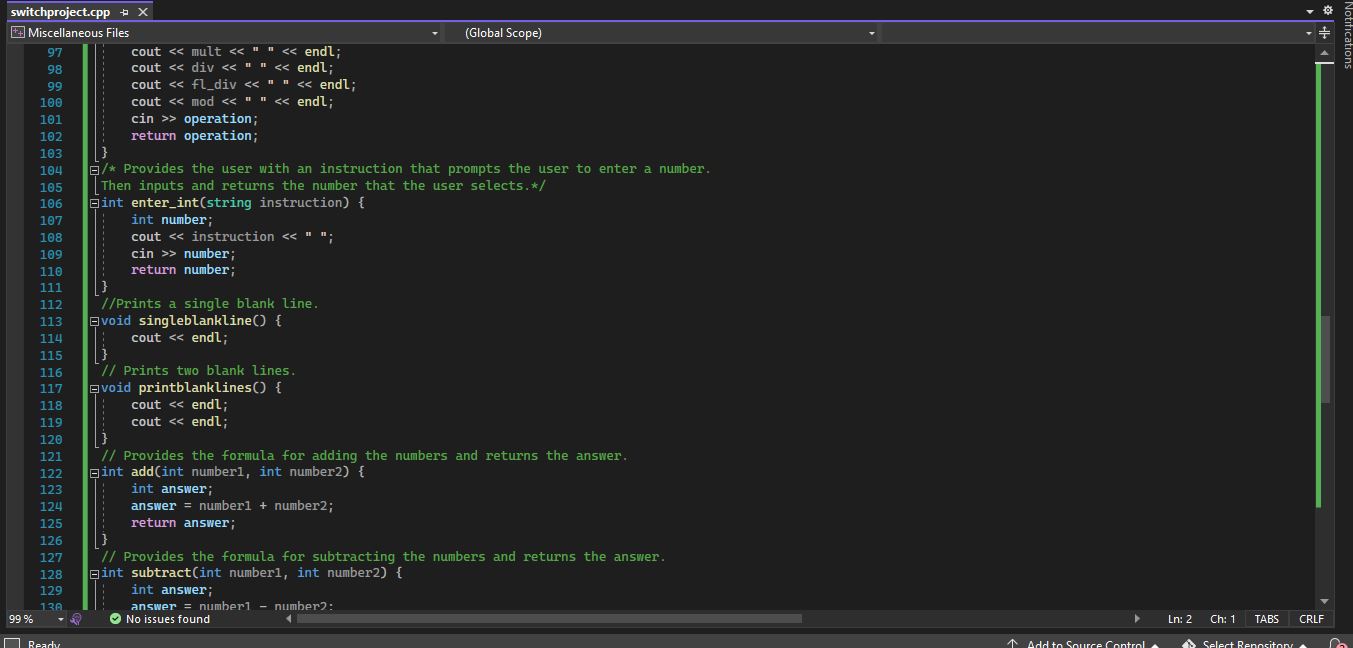 switchproject.cpp
Notifications
Miscellaneous Files (Global Scope)
97 cout << mult << " " << endl;
98 cout << div << " " << endl;
99 cout << fl_div << " " << endl;
100 cout << mod << " " << endl;
101 cin >> operation;
102 return operation;
103 }
104 /* Provides the user with an instruction that prompts the user to enter a number.
105 Then inputs and returns the number that the user selects.*/
106 int enter_int(string instruction) {
107 int number;
108 cout << instruction << " ";
109 cin >> number;
110 return number;
111 }
112 //Prints a single blank line.
113 void singleblankline() {
114 cout << endl;
115 }
116 // Prints two blank lines.
117 void printblanklines() {
118 cout << endl;
119 cout << endl;
120 }
121 // Provides the formula for adding the numbers and returns the answer.
122 int add(int number1, int number2) {
123 int answer;
124 answer = number1 + number2;
125 return answer;
126 }
127 // Provides the formula for subtracting the numbers and returns the answer.
128 int subtract(int number1, int number2) {
129 int answer;
130 answer = number1 - number2;
99 % No issues found Ln: 2 Ch: 1 TABS CRLF
Ready Add to Source Control Select Repository